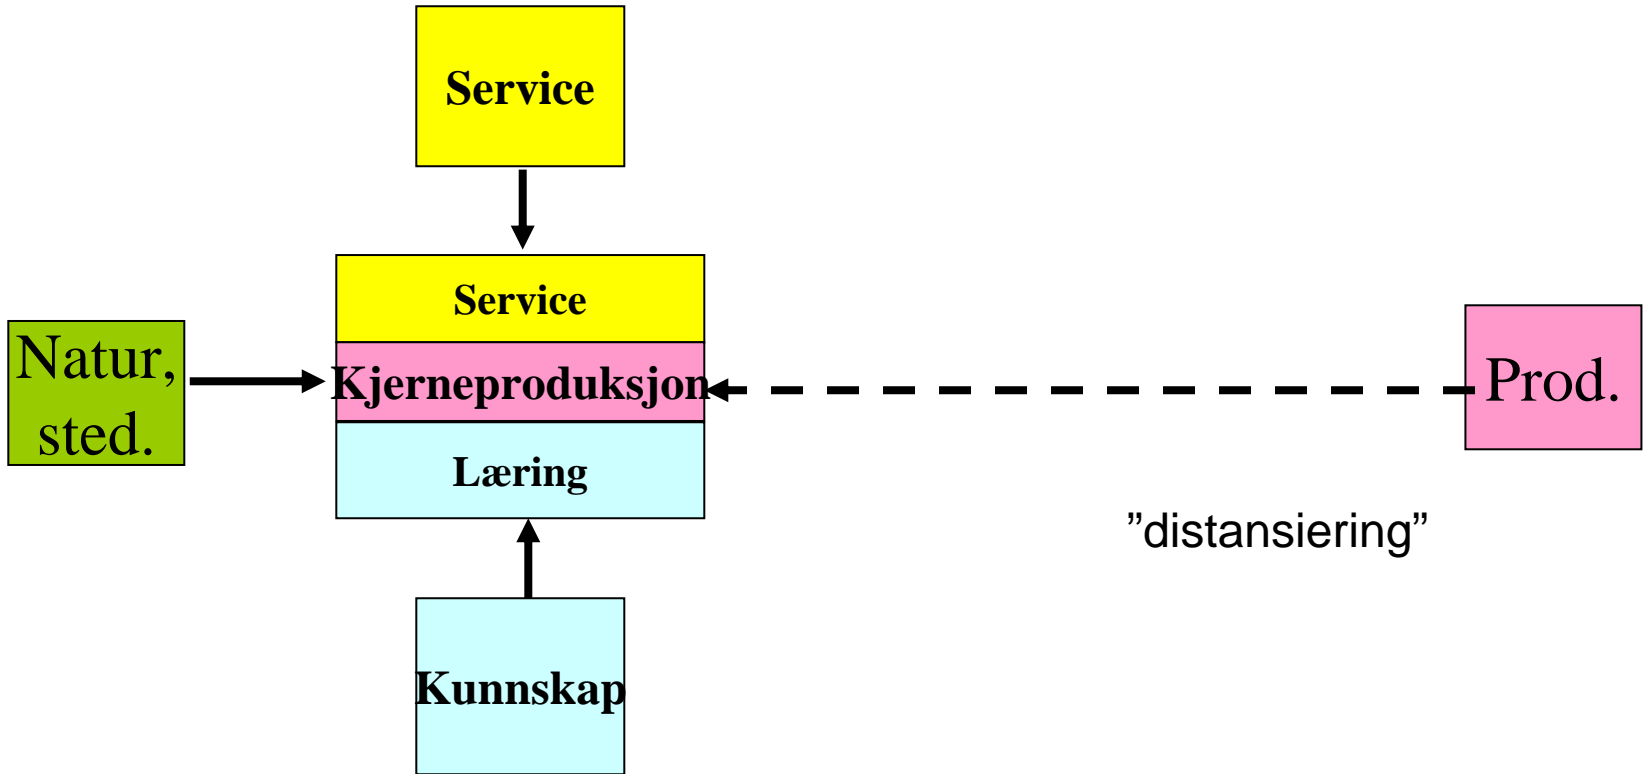 Service
Service
Natur,
sted.
Kjerneproduksjon
Prod.
Læring
”distansiering”
Kunnskap